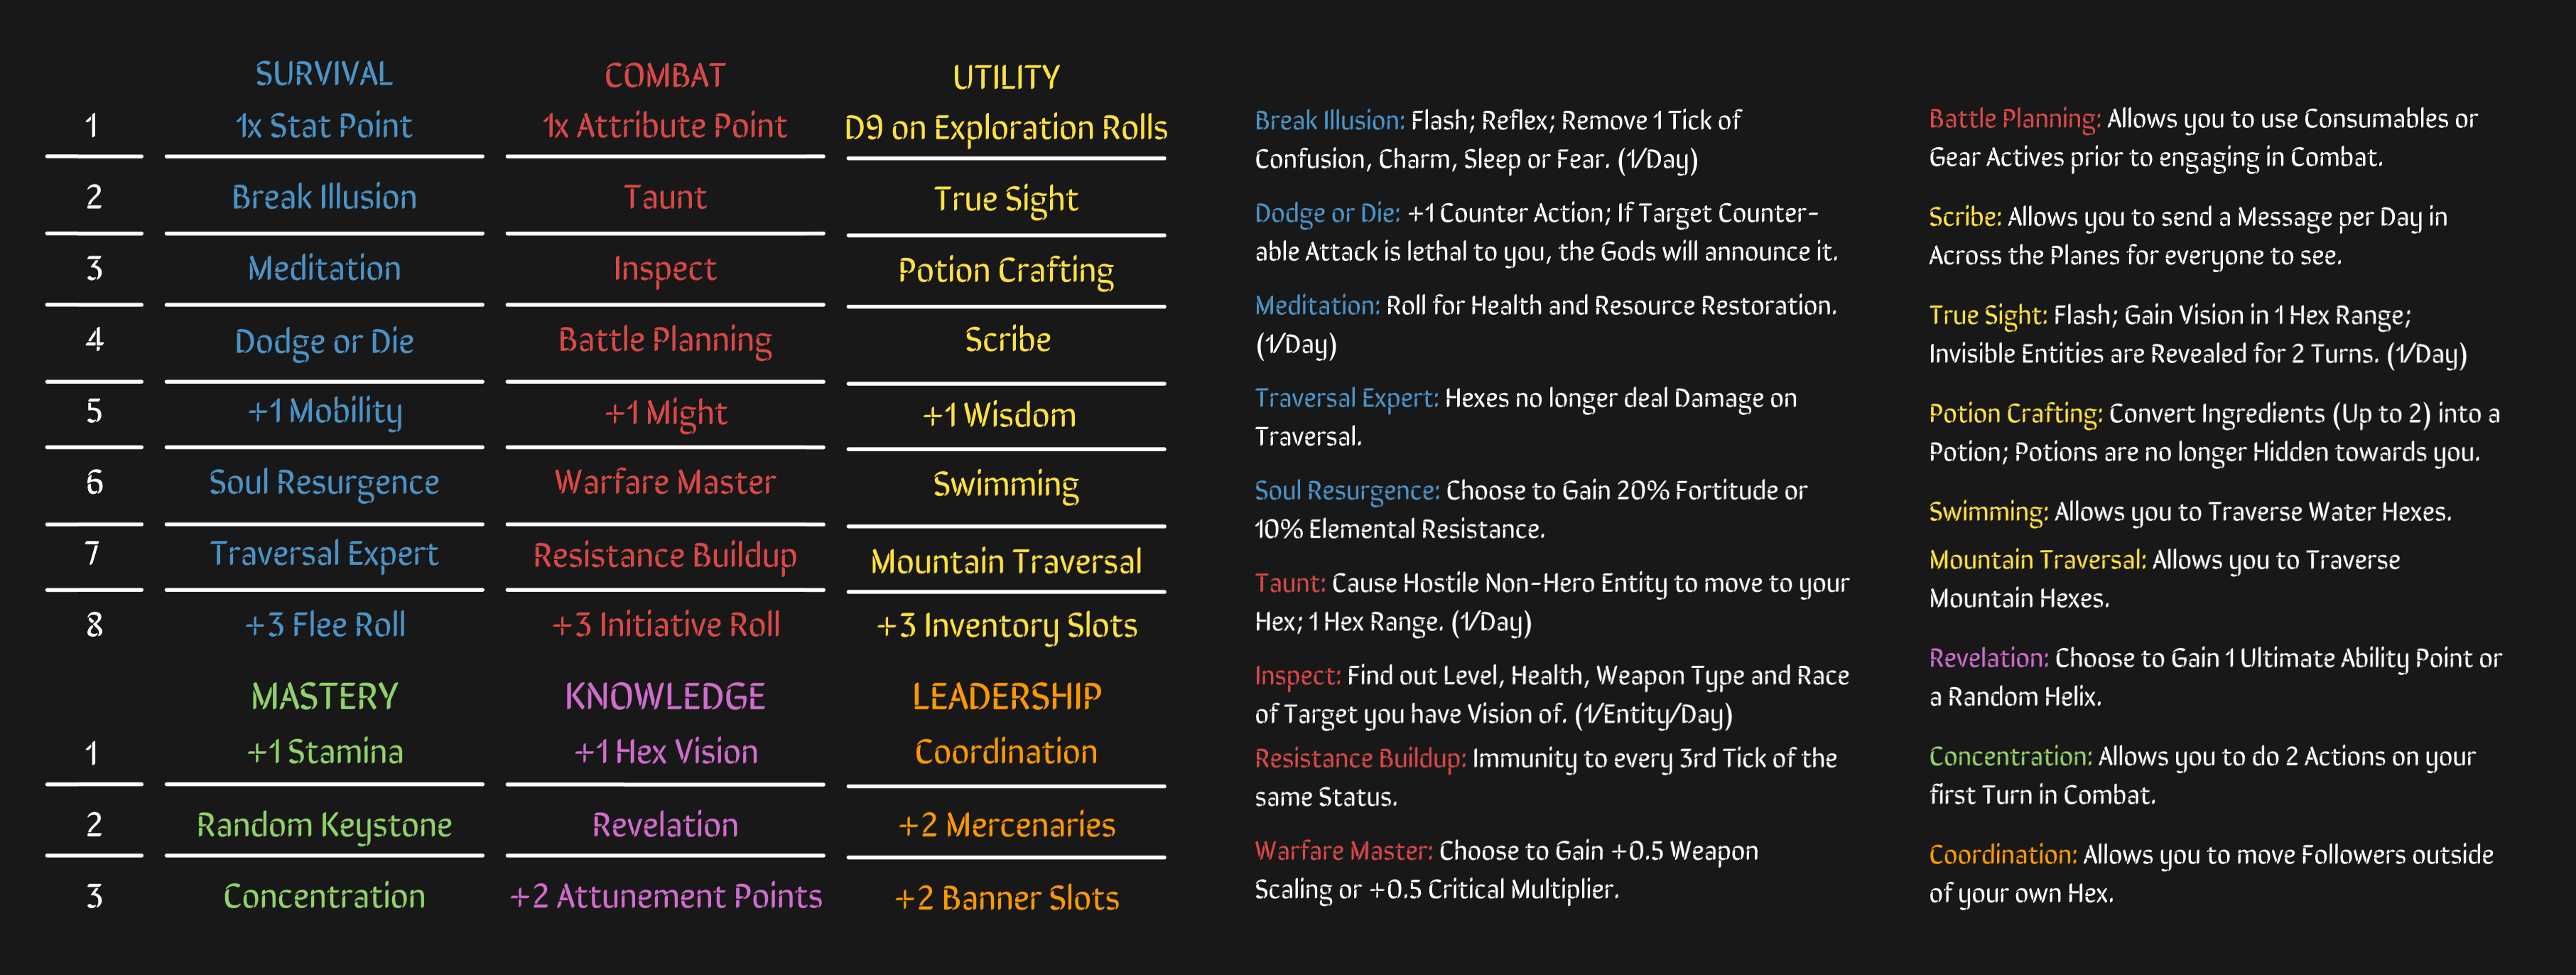 SURVIVAL COMBAT UTILITY
1 1x Stat Point 1x Attribute Point D9 on Exploration Rolls
2 Break Illusion Taunt True Sight
3 Meditation Inspect Potion Crafting
4 Dodge or Die Battle Planning Scribe
5 +1 Mobility +1 Might +1 Wisdom
6 Soul Resurgence Warfare Master Swimming
7 Traversal Expert Resistance Buildup Mountain Traversal
8 +3 Flee Roll +3 Initiative Roll +3 Inventory Slots
MASTERY KNOWLEDGE LEADERSHIP
1 +1 Stamina +1 Hex Vision Coordination
2 Random Keystone Revelation +2 Mercenaries
3 Concentration +2 Attunement Points +2 Banner Slots
Break Illusion: Flash; Reflex; Remove 1 Tick of
Confusion, Charm, Sleep or Fear. (1/Day)
Dodge or Die: +1 Counter Action; If Target Counter-
able Attack is lethal to you, the Gods will announce it.
Meditation: Roll for Health and Resource Restoration.
(1/Day)
Traversal Expert: Hexes no longer deal Damage on
Traversal.
Soul Resurgence: Choose to Gain 20% Fortitude or
10% Elemental Resistance.
Taunt: Cause Hostile Non-Hero Entity to move to your
Hex; 1 Hex Range. (1/Day)
Inspect: Find out Level, Health, Weapon Type and Race
of Target you have Vision of. (1/Entity/Day)
Resistance Buildup: Immunity to every 3rd Tick of the
same Status.
Warfare Master: Choose to Gain +0.5 Weapon
Scaling or +0.5 Critical Multiplier.
Battle Planning: Allows you to use Consumables or
Gear Actives prior to engaging in Combat.
Scribe: Allows you to send a Message per Day in
Across the Planes for everyone to see.
True Sight: Flash; Gain Vision in 1 Hex Range;
Invisible Entities are Revealed for 2 Turns. (1/Day)
Potion Crafting: Convert Ingredients (Up to 2) into a
Potion; Potions are no longer Hidden towards you.
Swimming: Allows you to Traverse Water Hexes.
Mountain Traversal: Allows you to Traverse
Mountain Hexes.
Revelation: Choose to Gain 1 Ultimate Ability Point or
a Random Helix.
Concentration: Allows you to do 2 Actions on your
first Turn in Combat.
Coordination: Allows you to move Followers outside
of your own Hex.